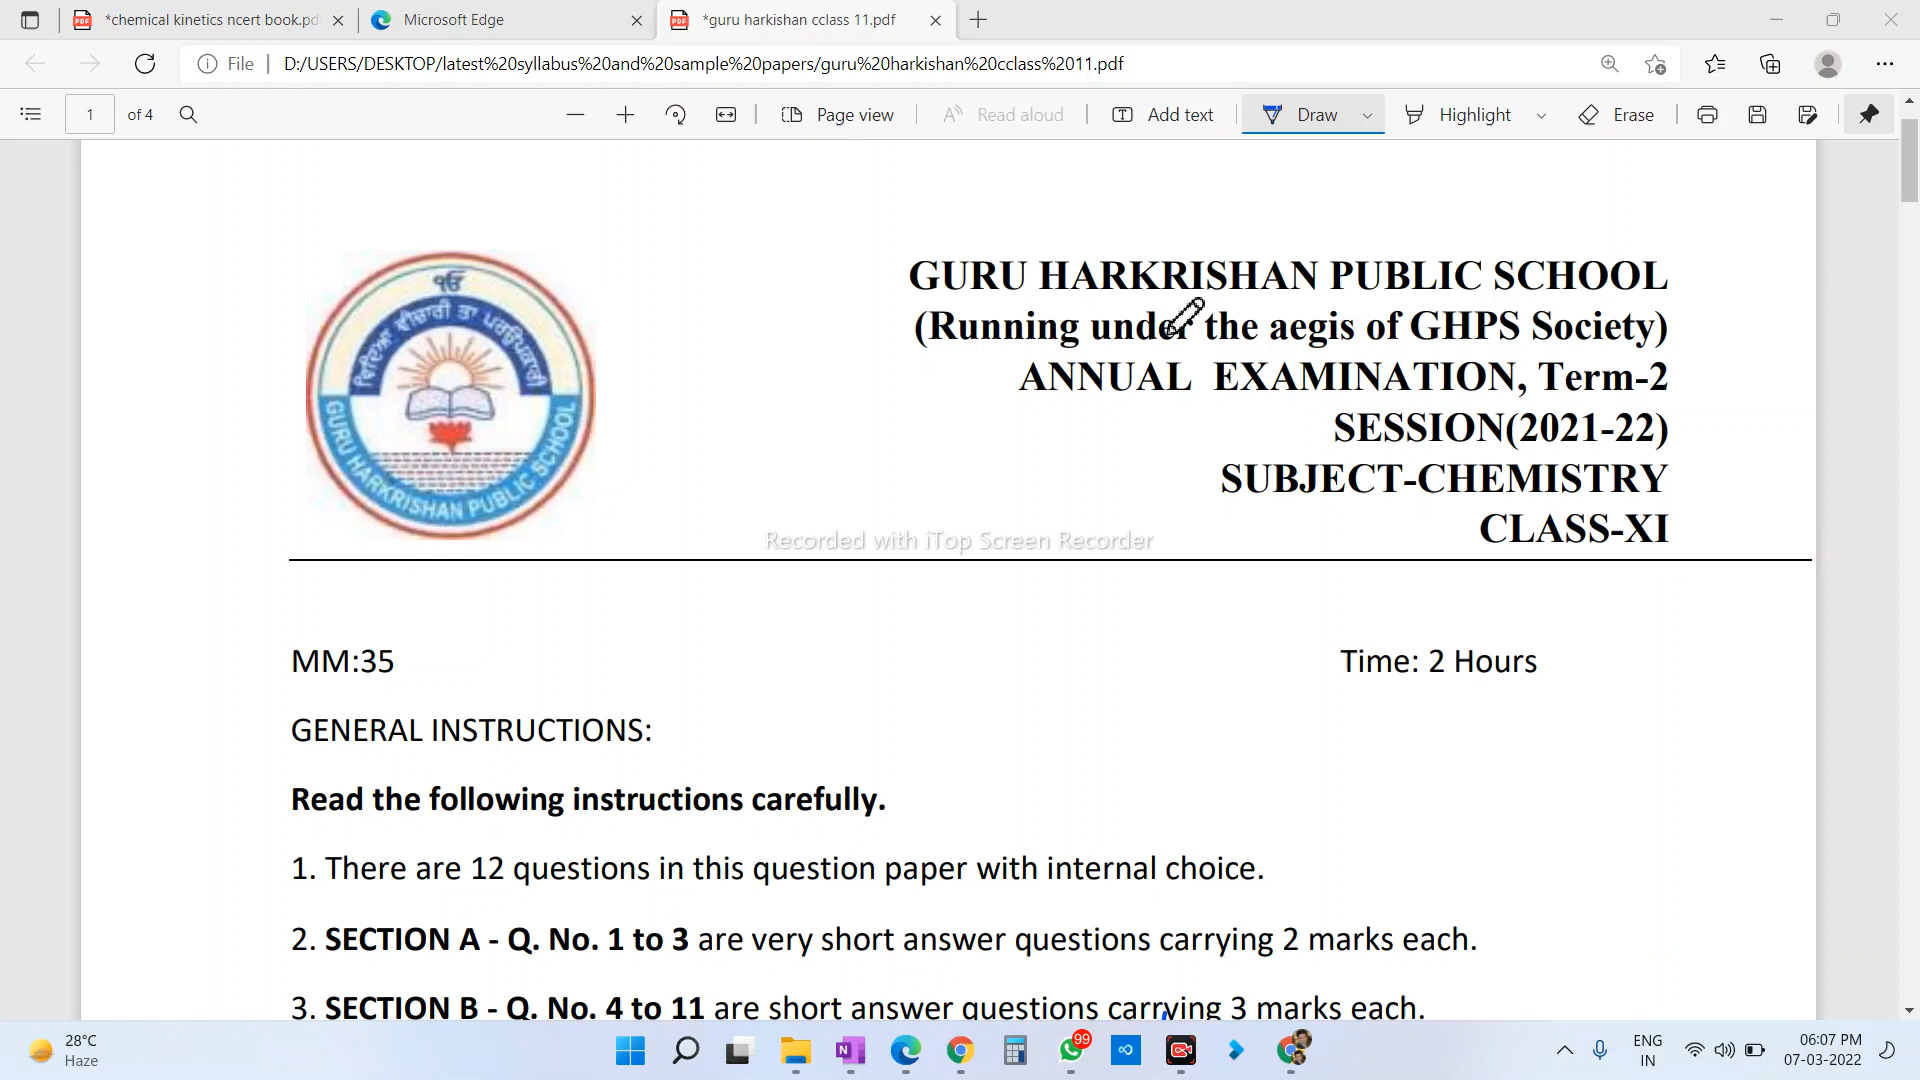 *chemical kinetics ncert book.pd
Microsoft Edge
*guru harkishan cclass 11.pdf
File
D:/USERS/DESKTOP/latest%20syllabus%20and%20sample%20papers/guru%20harkishan%20cclass%2011.pdf
1 of 4
Page view
Read aloud
Add text
Draw
Highlight
Erase
ੴ
ਵਿਦਿਆ ਵੀਚਾਰੀ ਤਾਂ ਪਰਉਪਕਾਰੀ
GURU HARKRISHAN PUBLIC SCHOOL
GURU HARKRISHAN PUBLIC SCHOOL
(Running under the aegis of GHPS Society)
ANNUAL EXAMINATION, Term-2
SESSION(2021-22)
SUBJECT-CHEMISTRY
CLASS-XI
Recorded with iTop Screen Recorder
MM:35 Time: 2 Hours
GENERAL INSTRUCTIONS:
Read the following instructions carefully.
1. There are 12 questions in this question paper with internal choice.
2. SECTION A - Q. No. 1 to 3 are very short answer questions carrying 2 marks each.
3. SECTION B - Q. No. 4 to 11 are short answer questions carrying 3 marks each.
28°C
Haze
99
ENG
IN
06:07 PM
07-03-2022